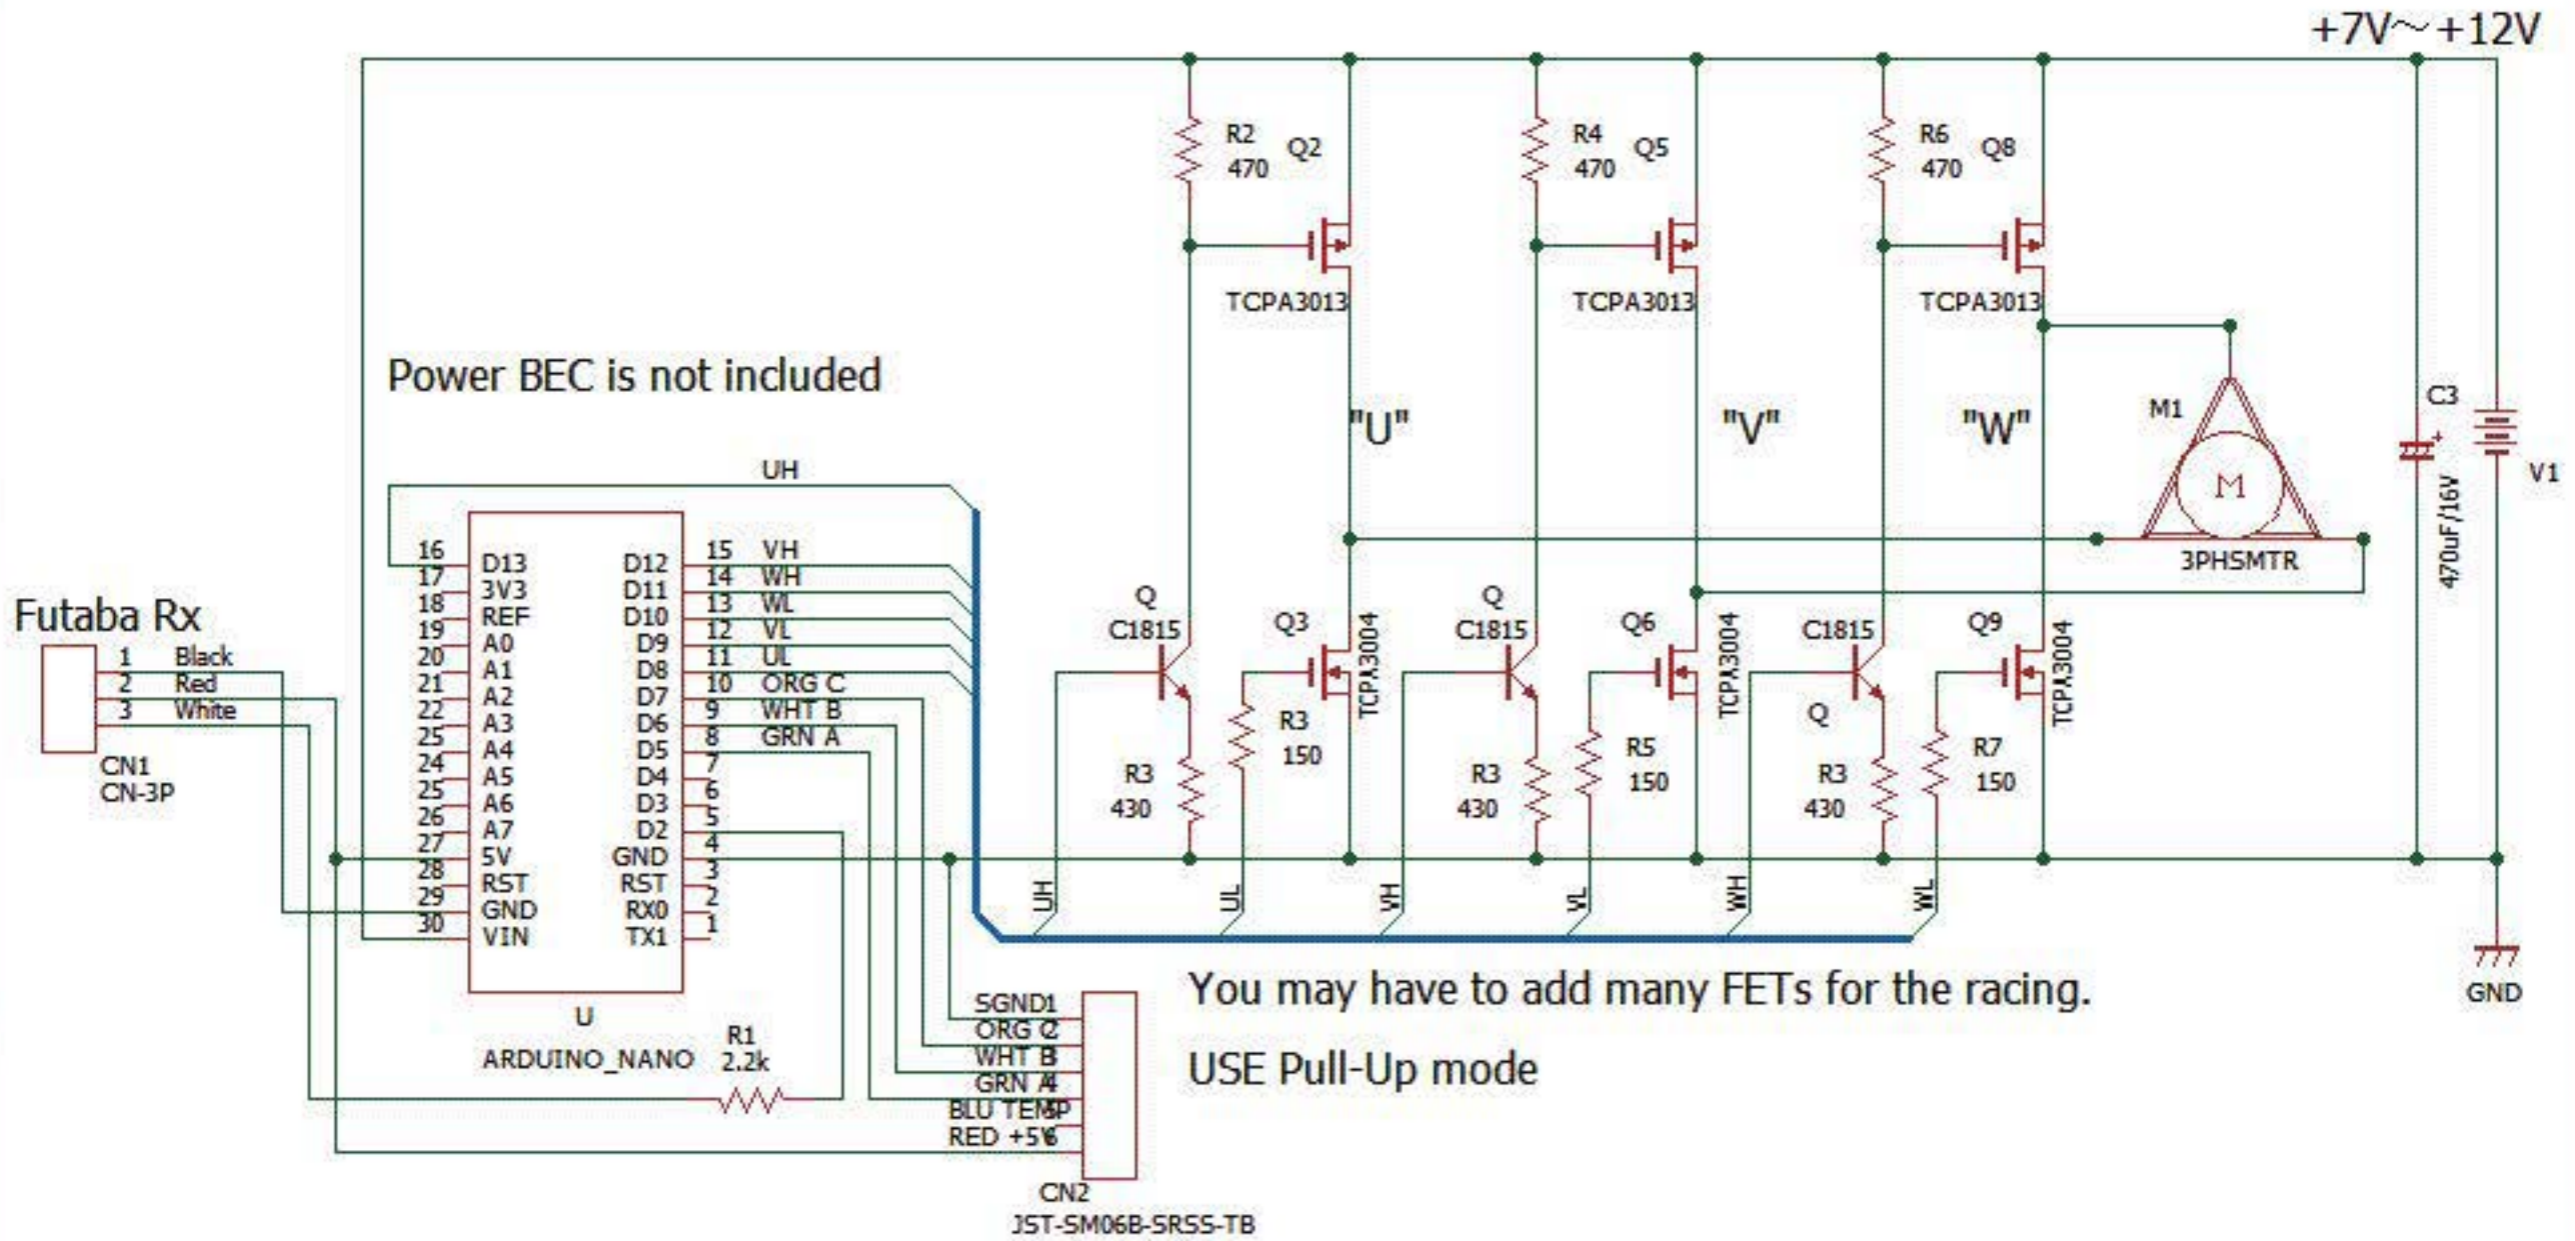 +7V～+12V
R2
470
Q2
R4
470
Q5
R6
470
Q8
TCPA3013
TCPA3013
TCPA3013
Power BEC is not included
"U"
"V"
"W"
M1
M
3PHSMTR
C3
470uF/16V
V1
UH
16
17
18
19
20
21
22
25
24
25
26
27
28
29
30
D13
3V3
REF
A0
A1
A2
A3
A4
A5
A6
A7
5V
RST
GND
VIN
D12
D11
D10
D9
D8
D7
D6
D5
D4
D3
D2
GND
RST
RX0
TX1
15 VH
14 WH
13 WL
12 VL
11 UL
10 ORG C
9 WHT B
8 GRN A
7
6
5
4
3
2
1
Futaba Rx
1 Black
2 Red
3 White
CN1
CN-3P
Q
C1815
Q3
TCPA3004
Q
C1815
Q6
TCPA3004
C1815
Q
Q9
TCPA3004
R3
430
R3
150
R3
430
R5
150
R3
430
R7
150
UH
UL
VH
VL
WH
WL
GND
U
ARDUINO_NANO
R1
2.2k
SGND 1
ORG C 2
WHT B 3
GRN A 4
BLU TEMP 5
RED +5V 6
CN2
JST-SM06B-SRSS-TB
You may have to add many FETs for the racing.
USE Pull-Up mode